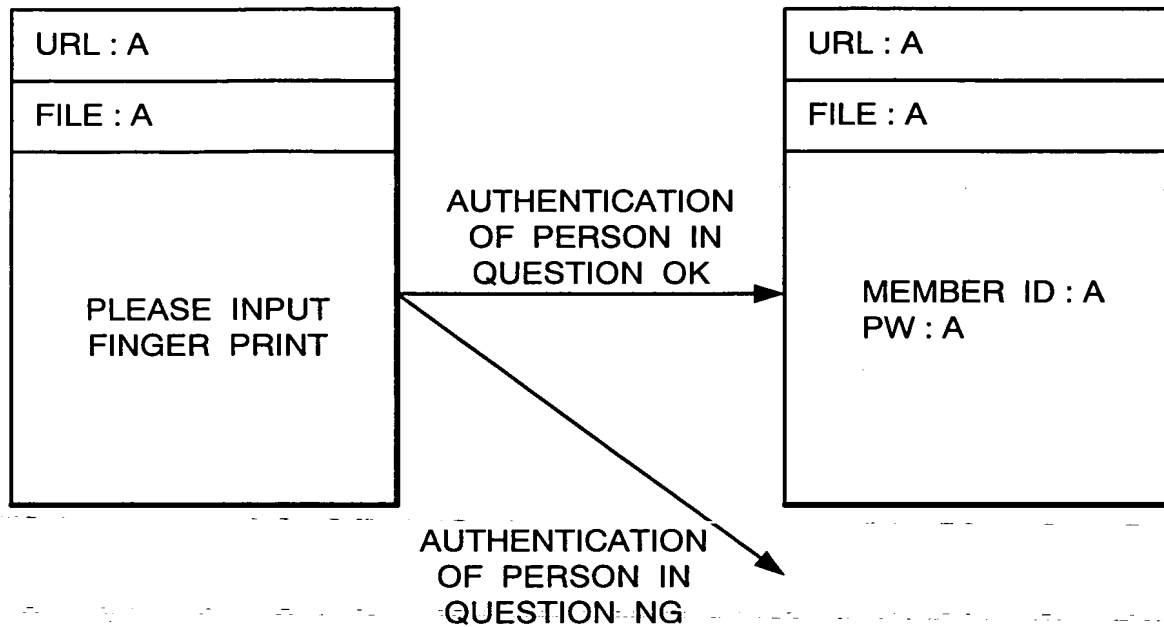 URL : A
FILE : A
PLEASE INPUT
FINGER PRINT
AUTHENTICATION
OF PERSON IN
QUESTION OK
URL : A
FILE : A
MEMBER ID : A
PW : A
AUTHENTICATION
OF PERSON IN
QUESTION NG